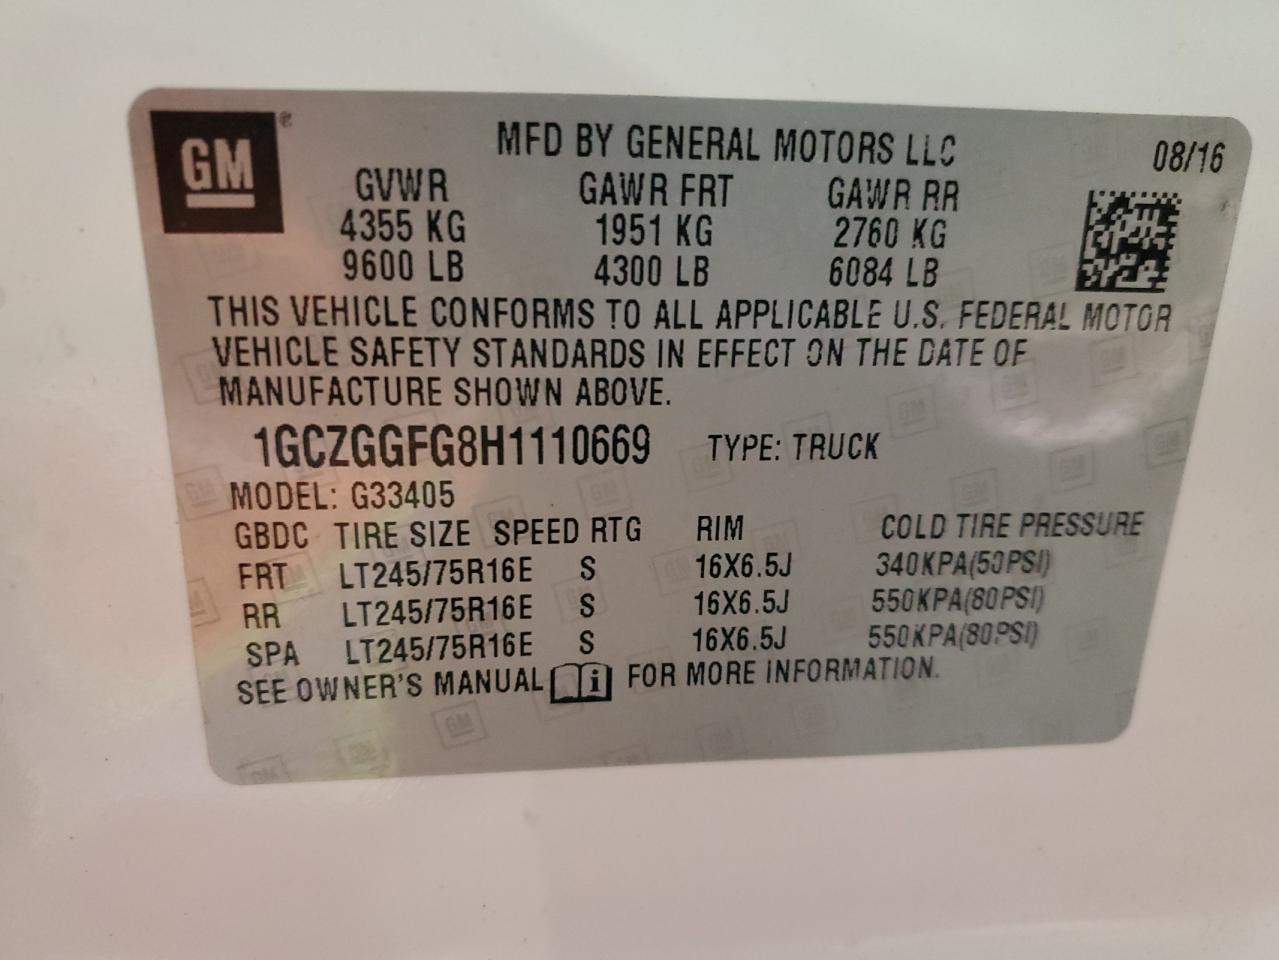 GM®
MFD BY GENERAL MOTORS LLC
08/16
GVWR GAWR FRT GAWR RR
4355 KG 1951 KG 2760 KG
9600 LB 4300 LB 6084 LB
THIS VEHICLE CONFORMS TO ALL APPLICABLE U.S. FEDERAL MOTOR
VEHICLE SAFETY STANDARDS IN EFFECT ON THE DATE OF
MANUFACTURE SHOWN ABOVE.
1GCZGGFG8H1110669 TYPE: TRUCK
MODEL: G33405
GBDC TIRE SIZE SPEED RTG RIM COLD TIRE PRESSURE
FRT LT245/75R16E S 16X6.5J 340KPA(50PSI)
RR LT245/75R16E S 16X6.5J 550KPA(80PSI)
SPA LT245/75R16E S 16X6.5J 550KPA(80PSI)
SEE OWNER'S MANUAL i FOR MORE INFORMATION.